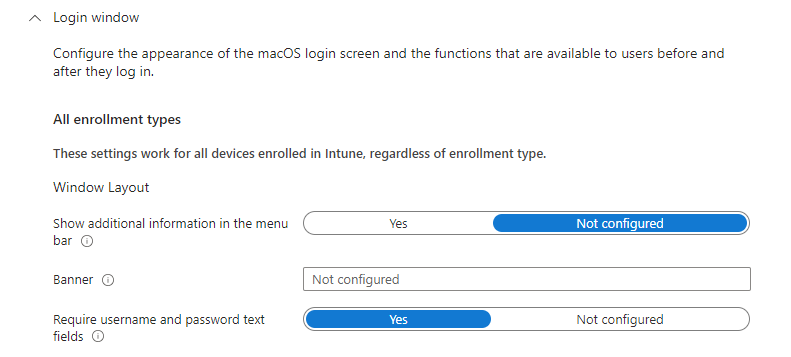 Login window
Configure the appearance of the macOS login screen and the functions that are available to users before and
after they log in.
All enrollment types
These settings work for all devices enrolled in Intune, regardless of enrollment type.
Window Layout
Show additional information in the menu
bar
Yes
Not configured
Banner
Not configured
Require username and password text
fields
Yes
Not configured